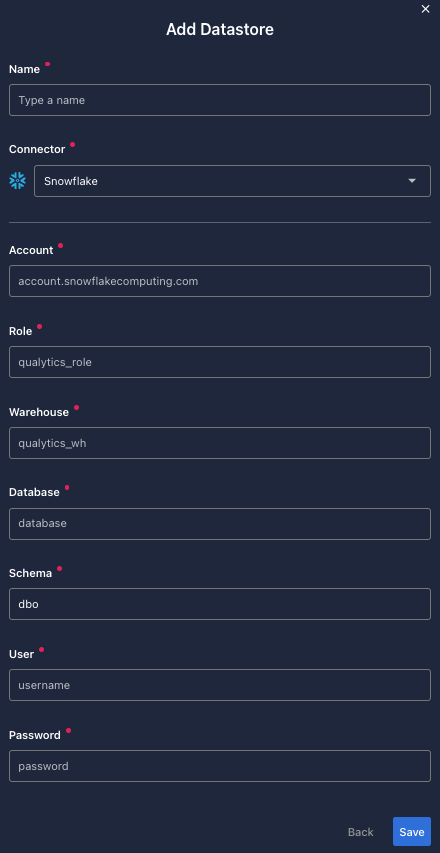 Add Datastore
Name
Type a name
Connector
Snowflake
Account
account.snowflakecomputing.com
Role
qualytics_role
Warehouse
qualytics_wh
Database
database
Schema
dbo
User
username
Password
password
Back
Save